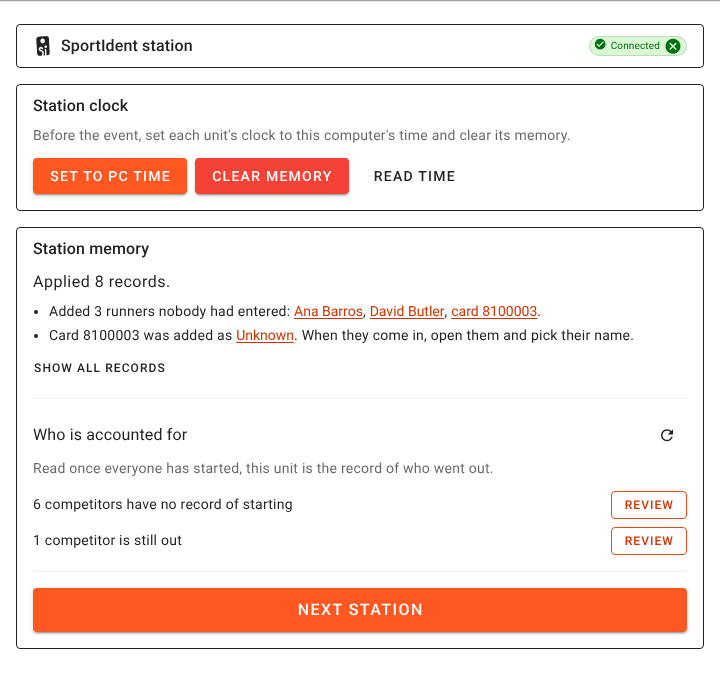 SportIdent station
Connected
Station clock
Before the event, set each unit's clock to this computer's time and clear its memory.
SET TO PC TIME
CLEAR MEMORY
READ TIME
Station memory
Applied 8 records.
• Added 3 runners nobody had entered: Ana Barros, David Butler, card 8100003.
• Card 8100003 was added as Unknown. When they come in, open them and pick their name.
SHOW ALL RECORDS
Who is accounted for
Read once everyone has started, this unit is the record of who went out.
6 competitors have no record of starting
REVIEW
1 competitor is still out
REVIEW
NEXT STATION